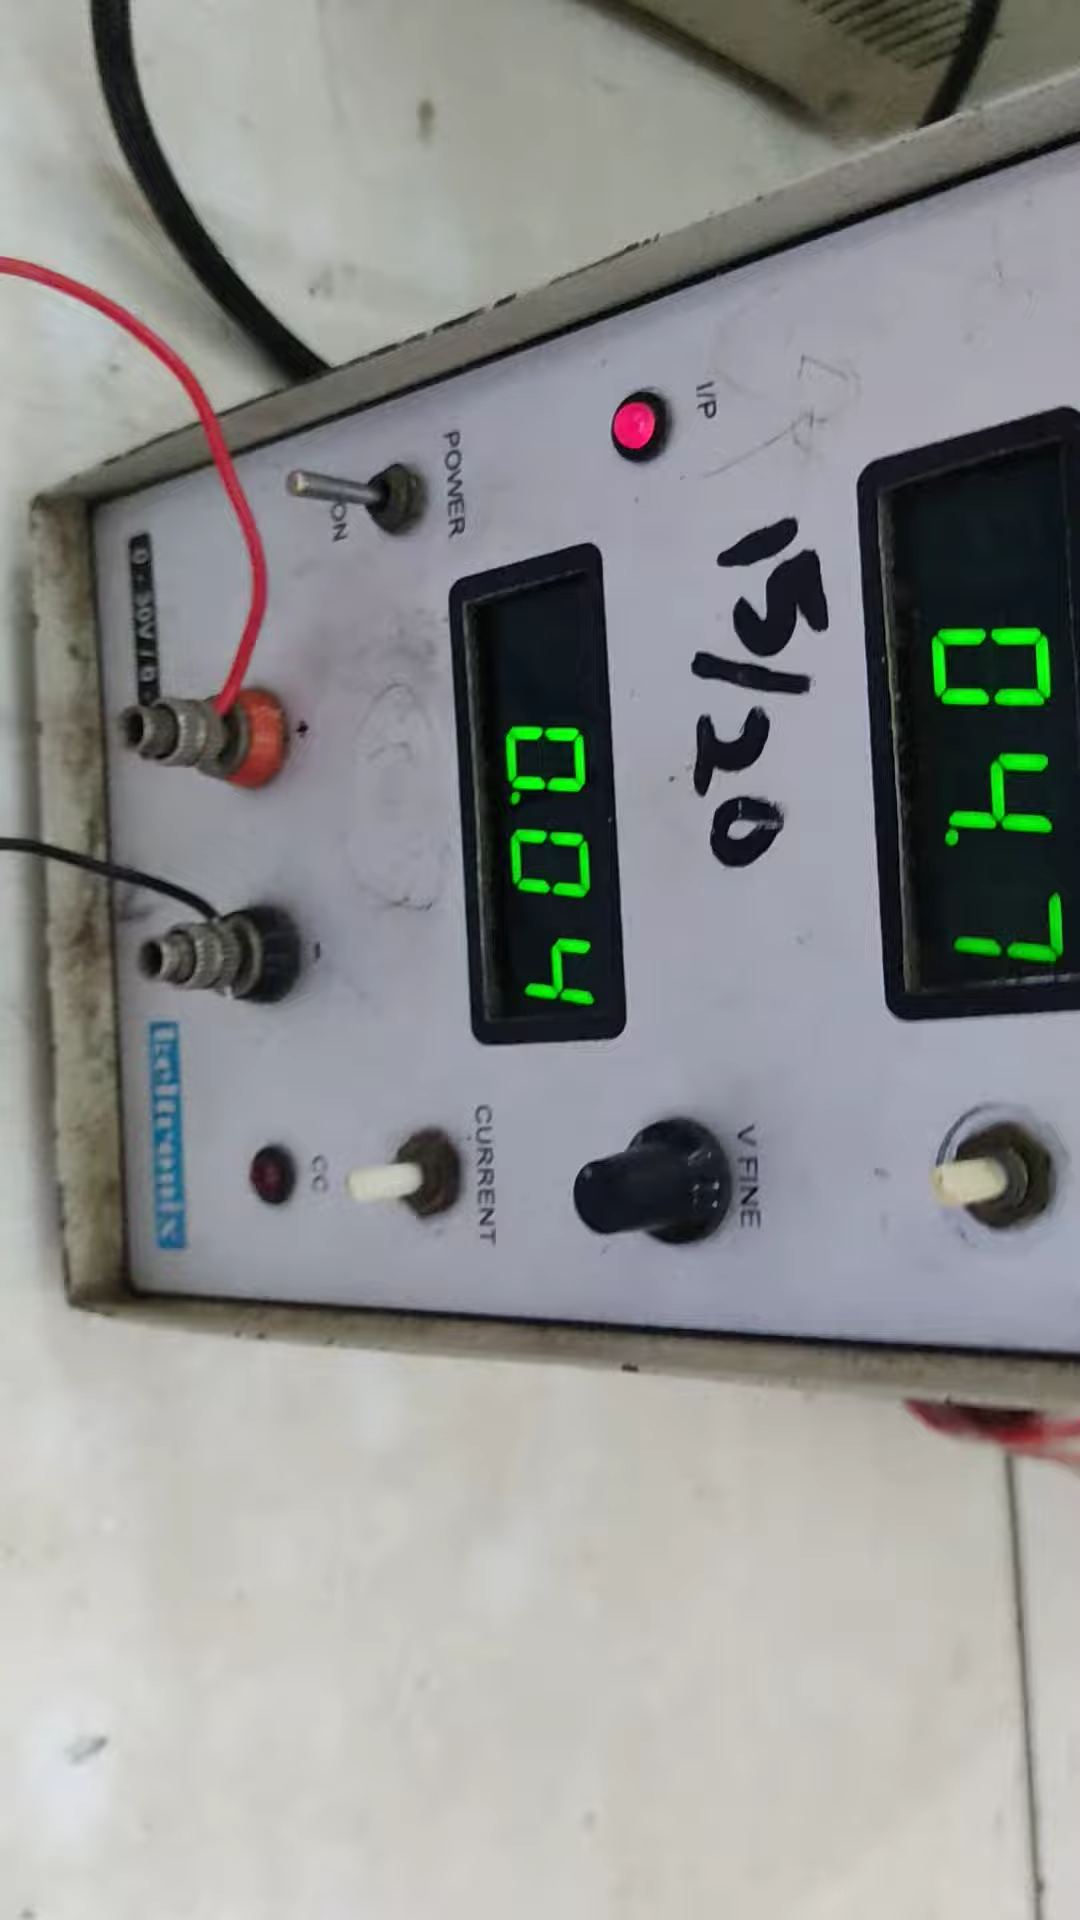 04.7
I/P
15/20
V FINE
0.04
POWER
CURRENT
ON
+
-
CC
0 - 30V / 0 -